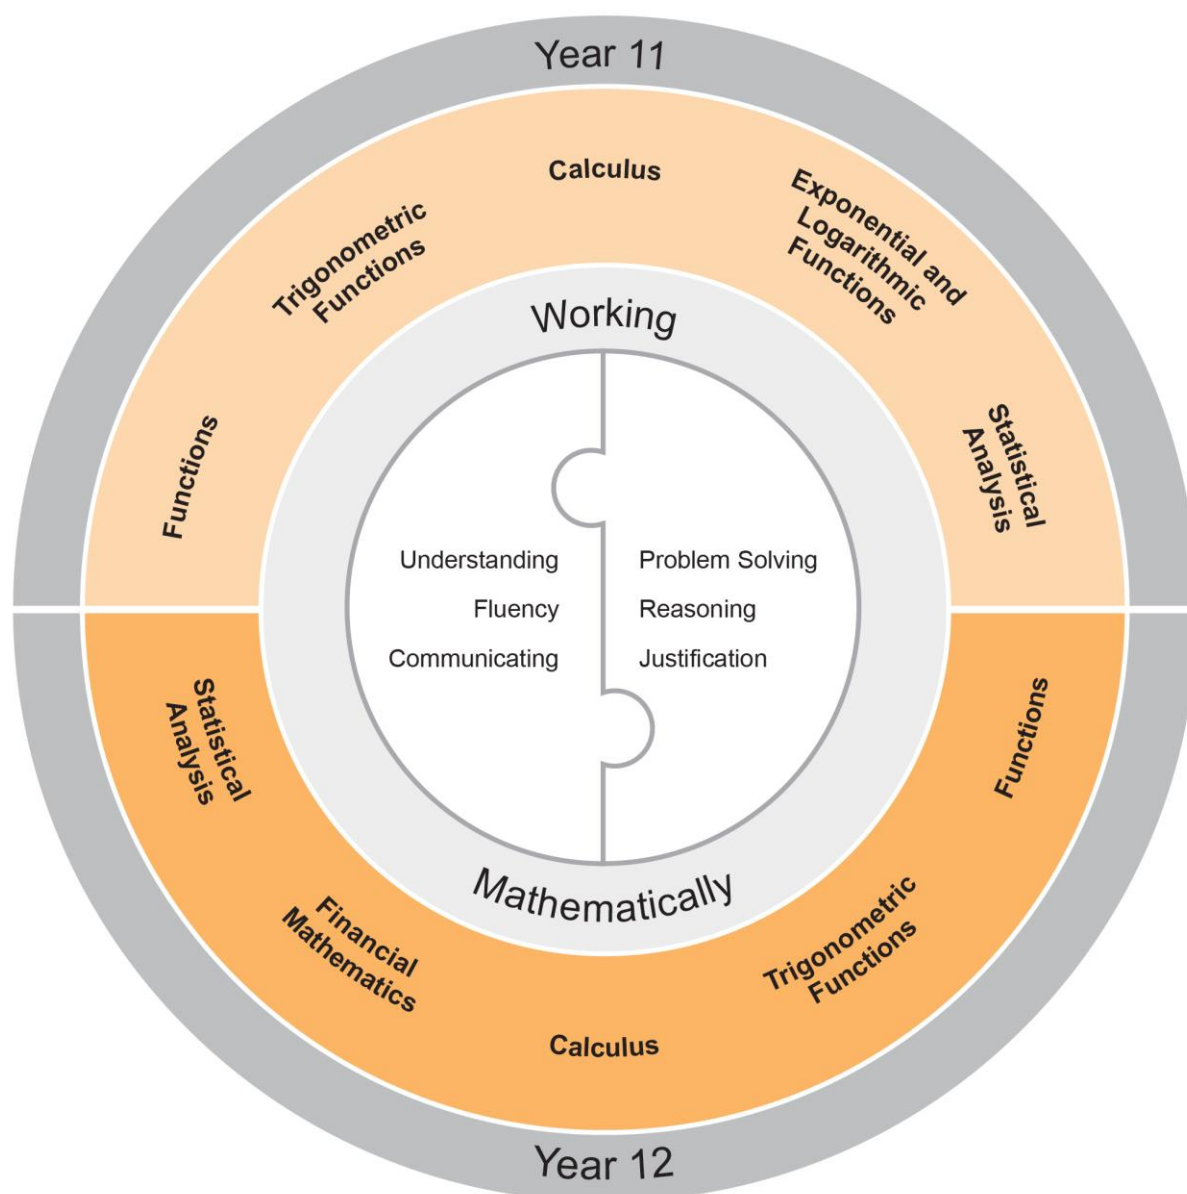 Year 11
Functions
Trigonometric
Functions
Calculus
Exponential and
Logarithmic
Functions
Statistical
Analysis
Working
Understanding
Fluency
Communicating
Problem Solving
Reasoning
Justification
Mathematically
Functions
Trigonometric
Functions
Calculus
Financial
Mathematics
Statistical
Analysis
Year 12